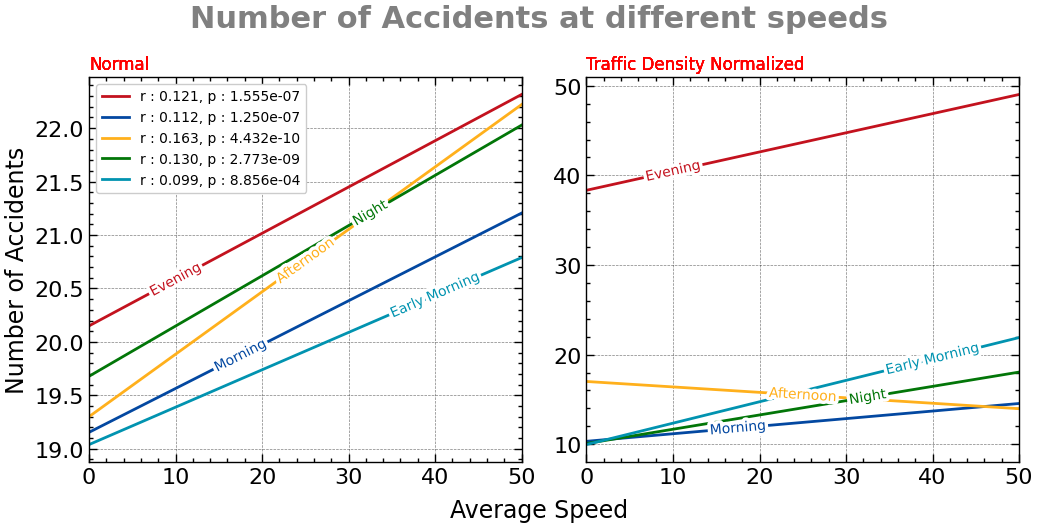 Number of Accidents at different speeds
Normal
r : 0.121, p : 1.555e-07
r : 0.112, p : 1.250e-07
r : 0.163, p : 4.432e-10
r : 0.130, p : 2.773e-09
r : 0.099, p : 8.856e-04
Evening
Night
Afternoon
Morning
Early Morning
22.0
21.5
21.0
20.5
20.0
19.5
19.0
0 10 20 30 40 50
Number of Accidents
Traffic Density Normalized
Evening
Early Morning
Afternoon
Night
Morning
50
40
30
20
10
0 10 20 30 40 50
Average Speed